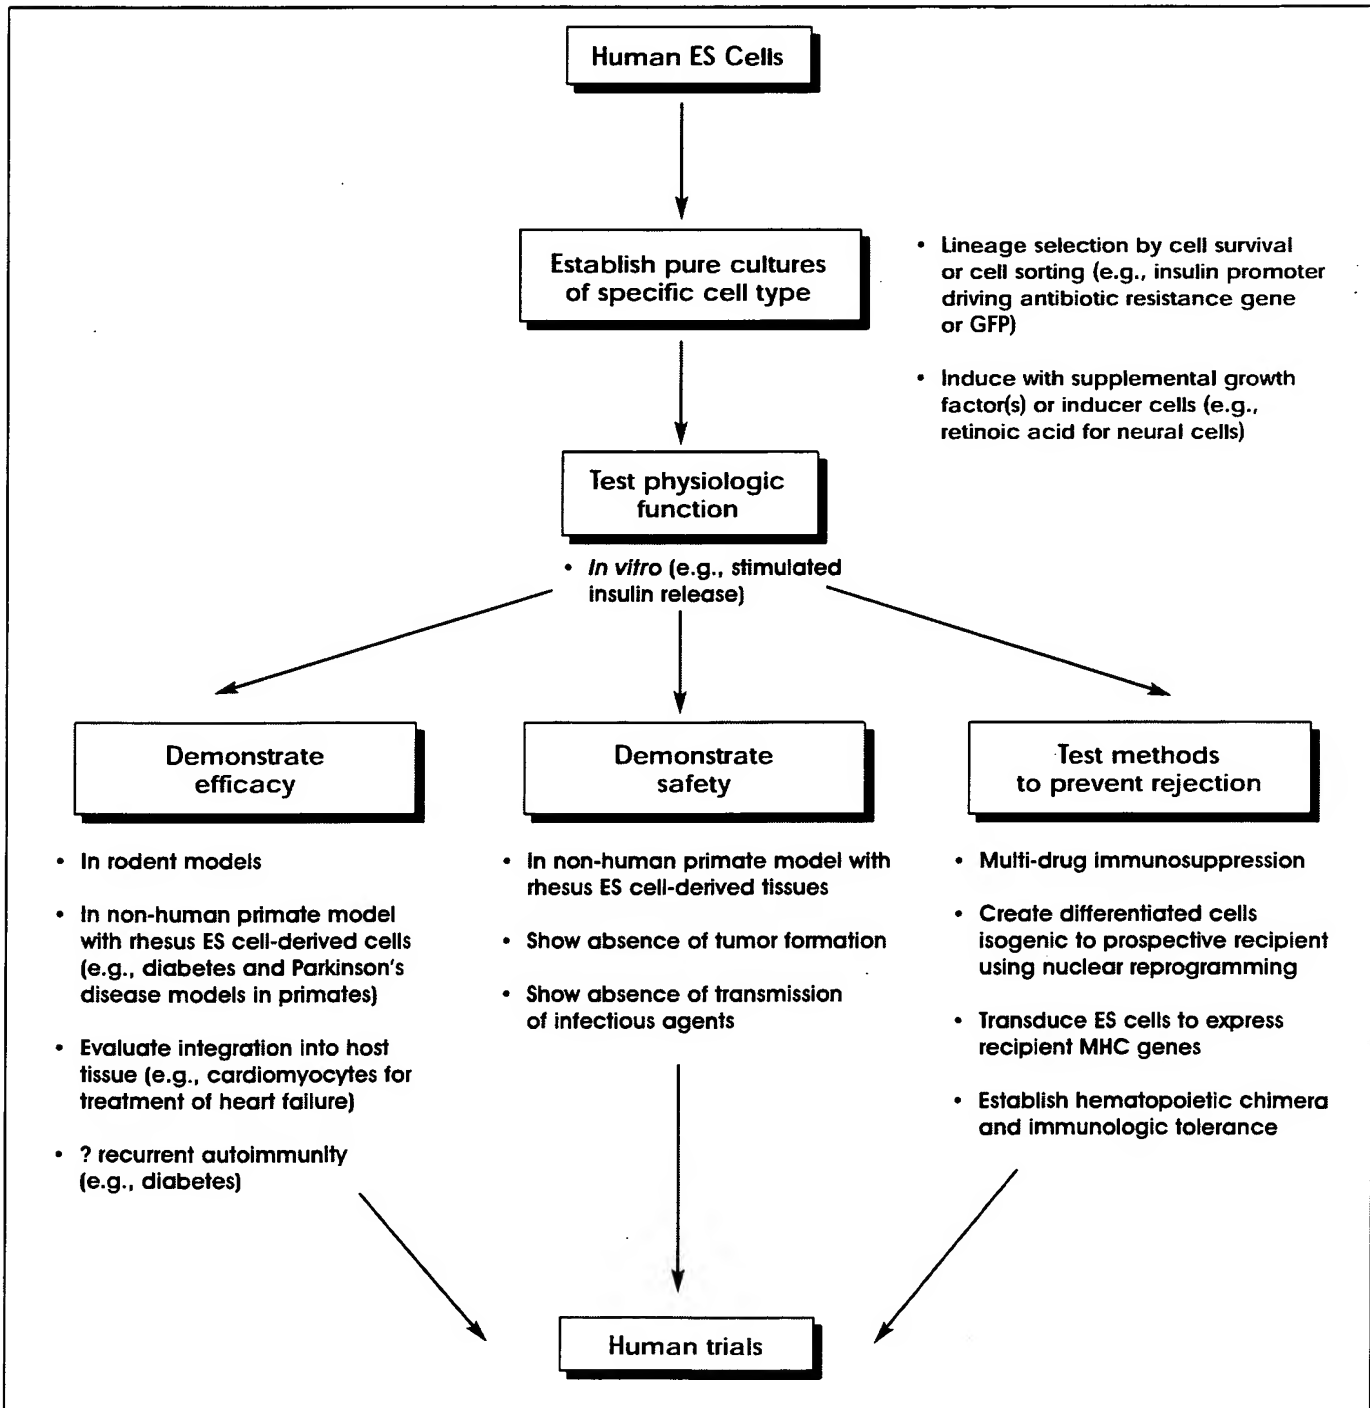 Human ES Cells
Establish pure cultures
of specific cell type
• Lineage selection by cell survival
or cell sorting (e.g., insulin promoter
driving antibiotic resistance gene
or GFP)
• Induce with supplemental growth
factor(s) or inducer cells (e.g.,
retinoic acid for neural cells)
Test physiologic
function
• In vitro (e.g., stimulated
insulin release)
Demonstrate
efficacy
• In rodent models
• In non-human primate model
with rhesus ES cell-derived cells
(e.g., diabetes and Parkinson's
disease models in primates)
• Evaluate integration into host
tissue (e.g., cardiomyocytes for
treatment of heart failure)
• ? recurrent autoimmunity
(e.g., diabetes)
Demonstrate
safety
• In non-human primate model with
rhesus ES cell-derived tissues
• Show absence of tumor formation
• Show absence of transmission
of infectious agents
Test methods
to prevent rejection
• Multi-drug immunosuppression
• Create differentiated cells
isogenic to prospective recipient
using nuclear reprogramming
• Transduce ES cells to express
recipient MHC genes
• Establish hematopoietic chimera
and immunologic tolerance
Human trials